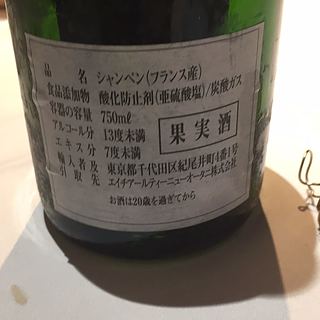 品名 シャンペン(フランス産)
食品添加物 酸化防止剤(亜硫酸塩)/炭酸ガス
容器の容量 750mℓ
アルコール分 13度未満
エキス分 7度未満
果実酒
輸入者及 東京都千代田区紀尾井町4番1号
引取先 エイチアールティーニューオータニ株式会社
お酒は20歳を過ぎてから